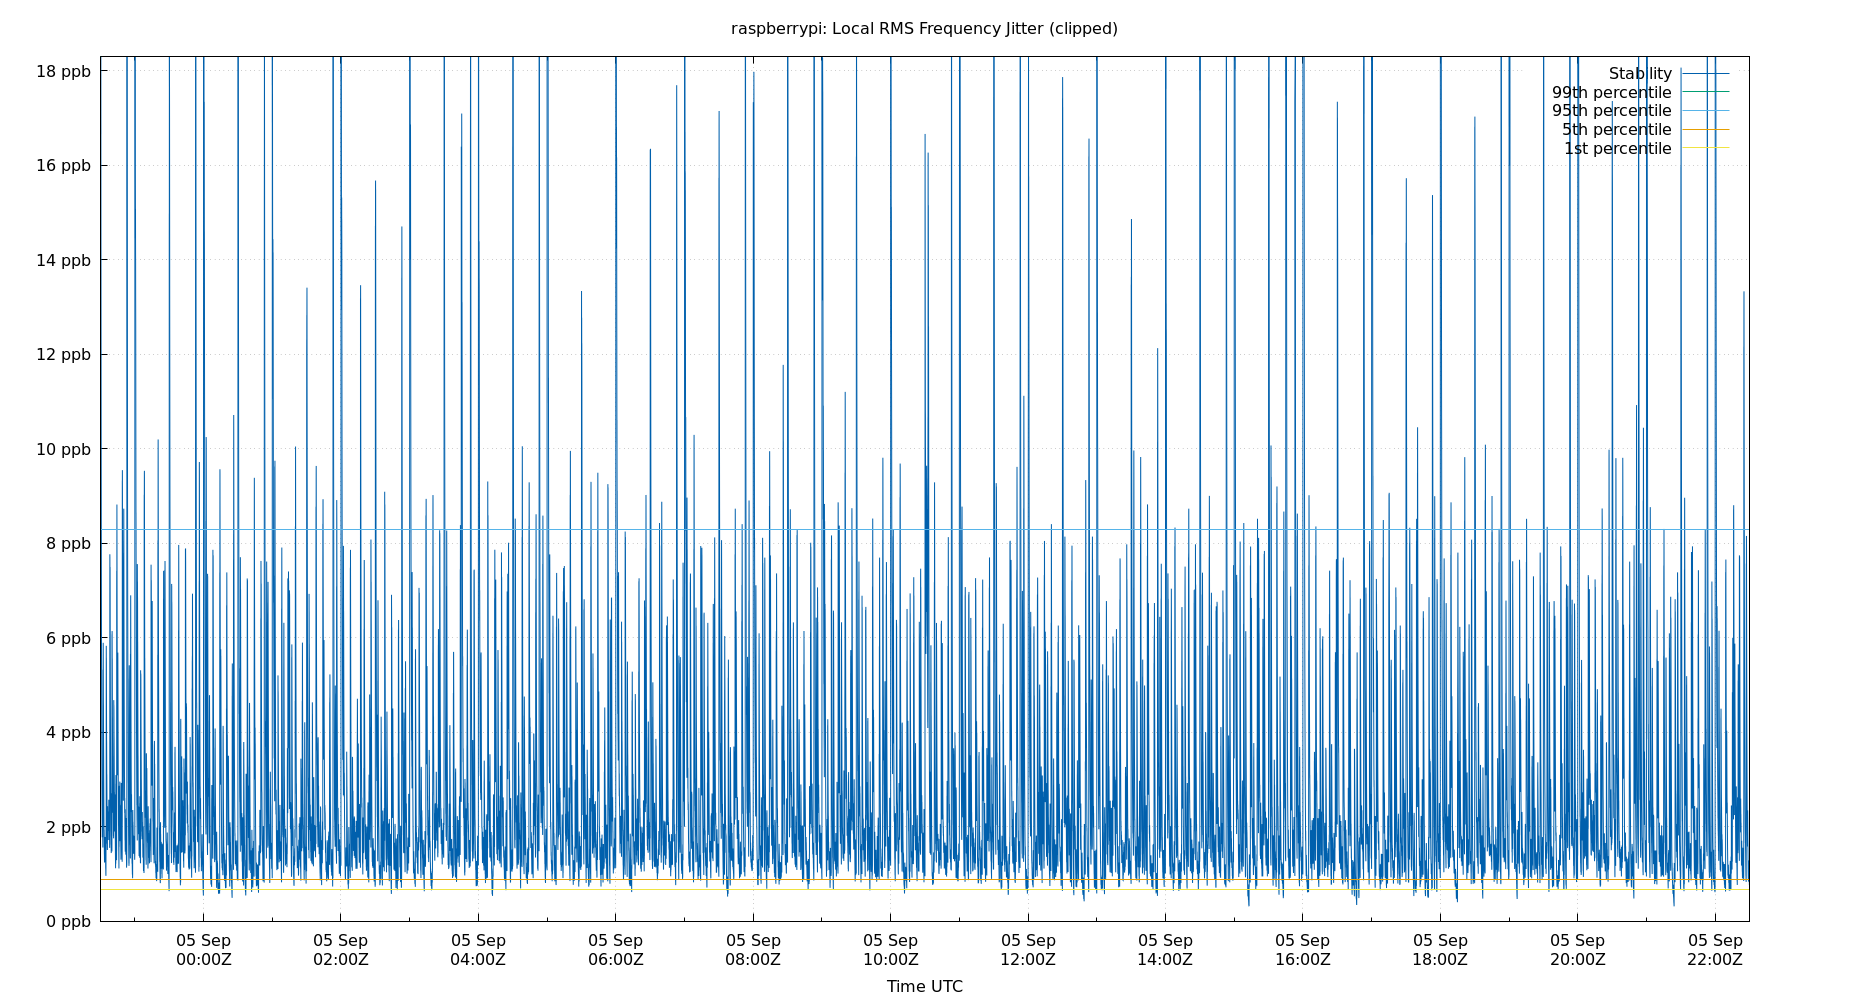 raspberrypi: Local RMS Frequency Jitter (clipped)
18 ppb
16 ppb
14 ppb
12 ppb
10 ppb
8 ppb
6 ppb
4 ppb
2 ppb
0 ppb
Stability
99th percentile
95th percentile
5th percentile
1st percentile
05 Sep 05 Sep 05 Sep 05 Sep 05 Sep 05 Sep 05 Sep 05 Sep 05 Sep 05 Sep 05 Sep 05 Sep
00:00Z 02:00Z 04:00Z 06:00Z 08:00Z 10:00Z 12:00Z 14:00Z 16:00Z 18:00Z 20:00Z 22:00Z
Time UTC